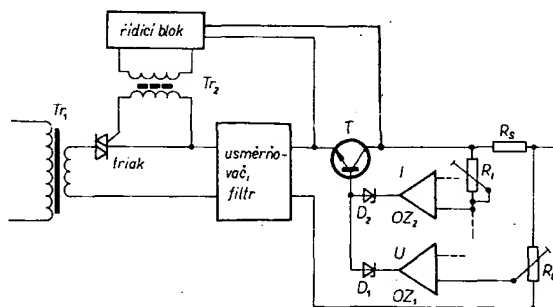 řídicí blok
Tr2
Tr1
triak
usměrňo-
vač,
filtr
T
D2
I
OZ2
R1
Rs
D1
U
OZ1